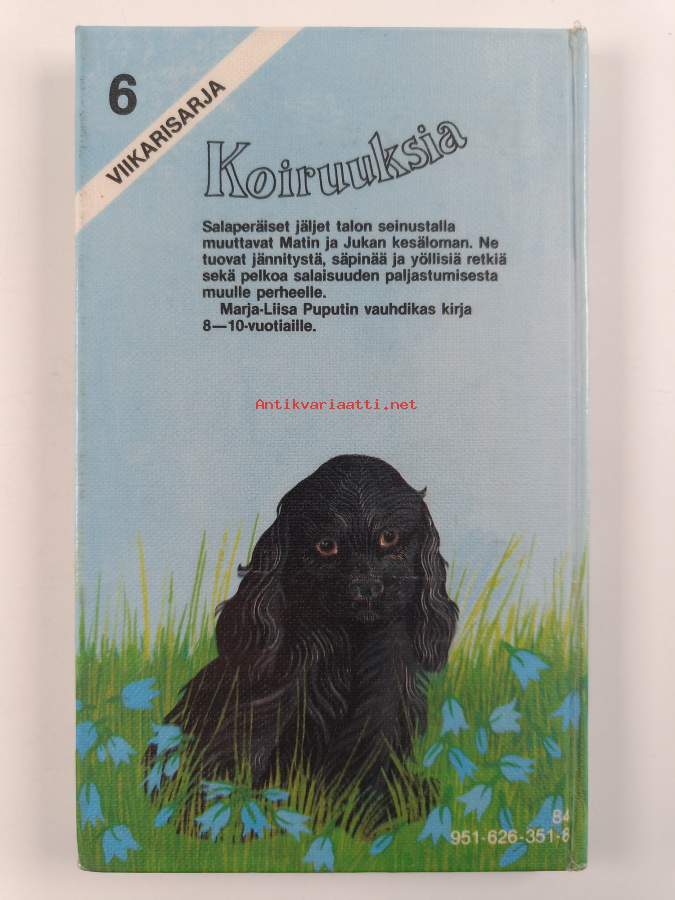 6
VIIKARISARJA
Koiruuksia
Salaperäiset jäljet talon seinustalla
muuttavat Matin ja Jukan kesäloman. Ne
tuovat jännitystä, säpinää ja yöllisiä retkiä
sekä pelkoa salaisuuden paljastumisesta
muulle perheelle.
Marja-Liisa Puputin vauhdikas kirja
8—10-vuotiaille.
Antikvariaatti.net
84
951-626-351-8